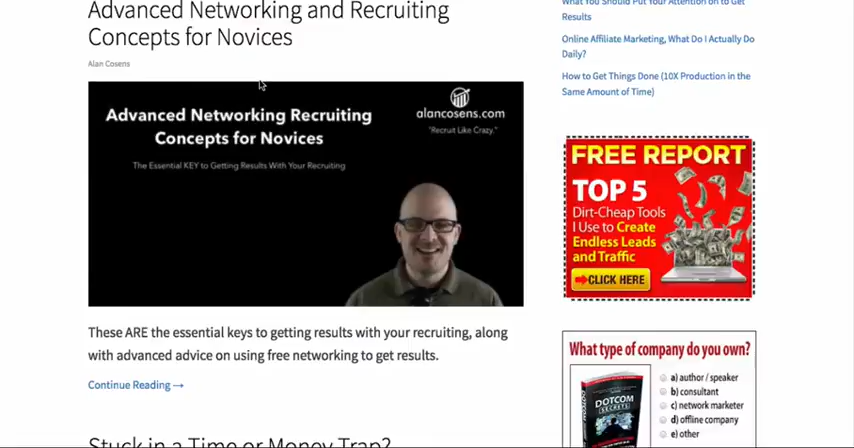 Advanced Networking and Recruiting
Concepts for Novices
Alan Cosens
Advanced Networking Recruiting
Concepts for Novices
The Essential KEY to Getting Results With Your Recruiting
alancosens.com
"Recruit Like Crazy."
These ARE the essential keys to getting results with your recruiting, along
with advanced advice on using free networking to get results.
Continue Reading →
Stuck in a Time or Money Trap?
What You Should Put Your Attention on to Get
Results
Online Affiliate Marketing, What Do I Actually Do
Daily?
How to Get Things Done (10X Production in the
Same Amount of Time)
FREE REPORT
TOP 5
Dirt-Cheap Tools
I Use to Create
Endless Leads
and Traffic
CLICK HERE
What type of company do you own?
DOTCOM
SECRETS
a) author / speaker
b) consultant
c) network marketer
d) offline company
e) other